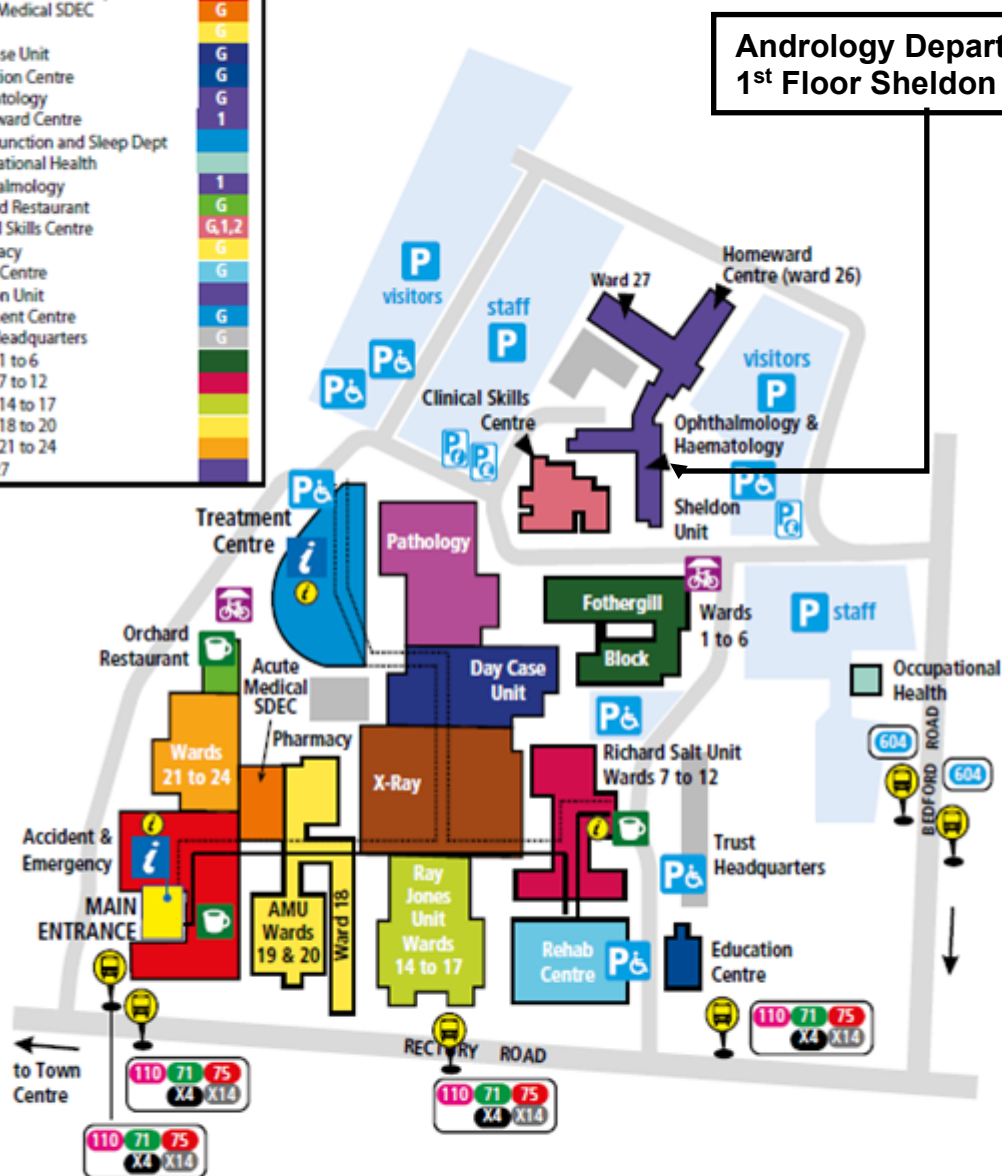 Medical SDEC G
G
se Unit G
ion Centre G
tology G
ward Centre 1
unction and Sleep Dept
ational Health
almology 1
d Restaurant G
l Skills Centre G,1,2
acy G
Centre G
n Unit
ent Centre G
eadquarters G
1 to 6
7 to 12
14 to 17
18 to 20
21 to 24
7
Andrology Depart
1st Floor Sheldon
P
visitors
staff
P
Ward 27
Homeward
Centre (ward 26)
visitors
P
P
P
Clinical Skills
Centre
Ophthalmology &
Haematology
P
P
P
P
Sheldon
Unit
P
Treatment
Centre
i
i
Pathology
Fothergill
Block
Wards
1 to 6
P staff
Orchard
Restaurant
Acute
Medical
SDEC
Day Case
Unit
Occupational
Health
P
Pharmacy
Wards
21 to 24
X-Ray
Richard Salt Unit
Wards 7 to 12
604
604
BEDFORD ROAD
Accident &
Emergency
i
i
i
Trust
Headquarters
P
MAIN
ENTRANCE
AMU
Wards
19 & 20
Ward 18
Ray
Jones
Unit
Wards
14 to 17
Rehab
Centre
P
Education
Centre
RECTORY ROAD
to Town
Centre
110 71 75
X4 X14
110 71 75
X4 X14
110 71 75
X4 X14
110 71 75
X4 X14